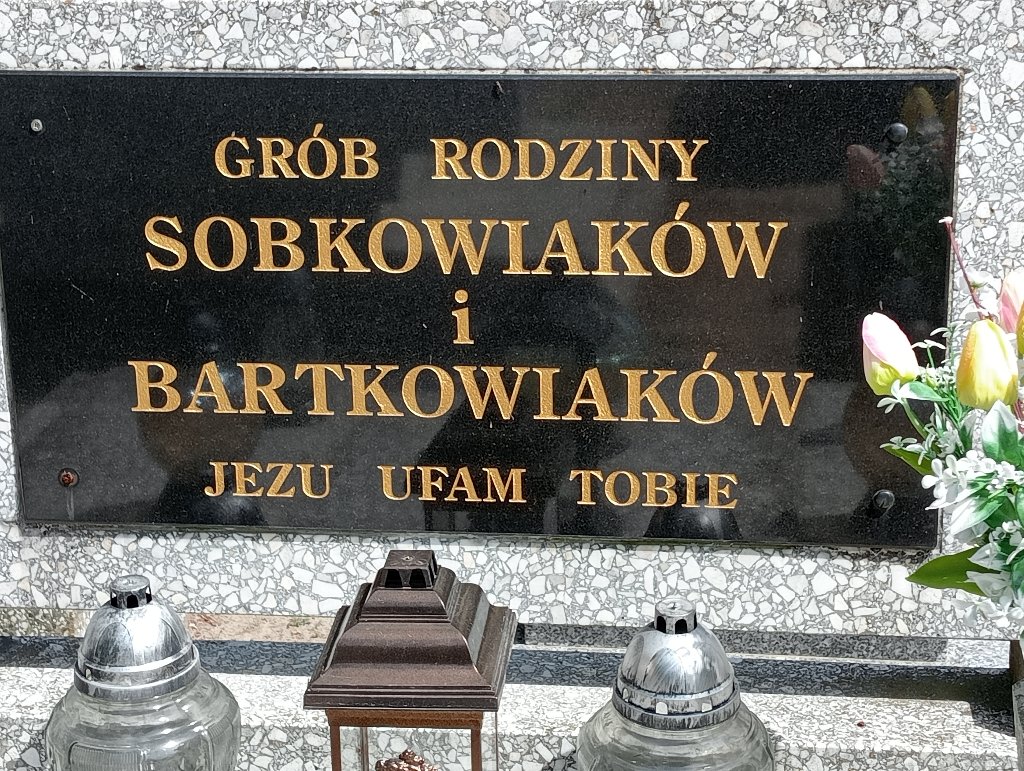 GRÓB RODZINY
SOBKOWIAKÓW
i
BARTKOWIAKÓW
JEZU UFAM TOBIE